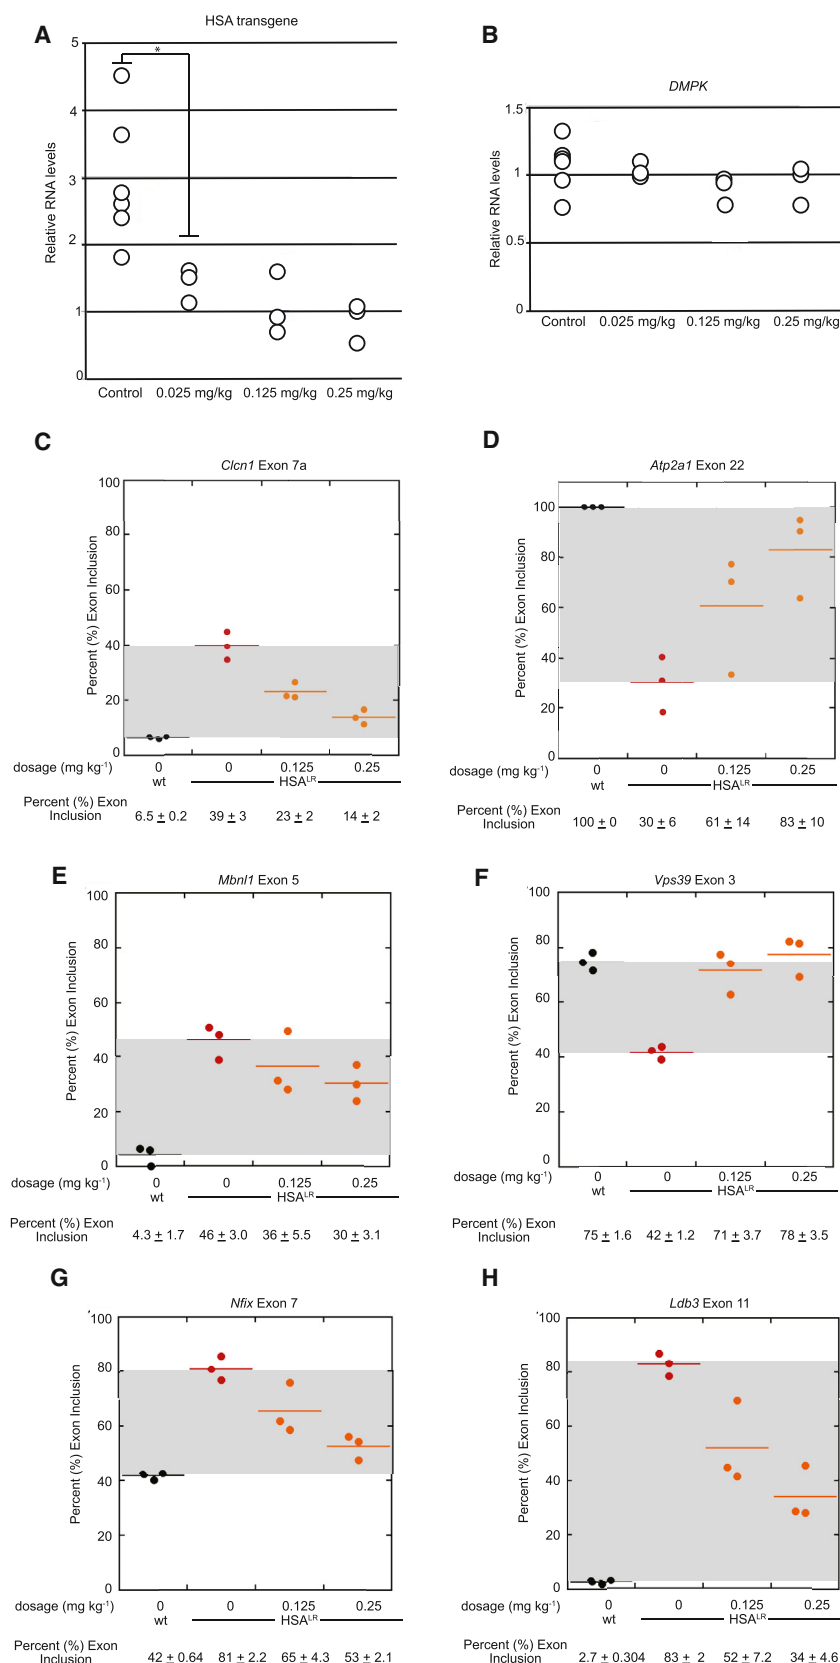 A
HSA transgene
5
*
4
3
2
1
0
Relative RNA levels
Control 0.025 mg/kg 0.125 mg/kg 0.25 mg/kg
B
DMPK
1.5
1
0.5
0
Relative RNA levels
Control 0.025 mg/kg 0.125 mg/kg 0.25 mg/kg
C
Clcn1 Exon 7a
100
80
60
40
20
0
Percent (%) Exon Inclusion
dosage (mg kg⁻¹) 0 0 0.125 0.25
wt HSAᴸᴿ
Percent (%) Exon
Inclusion 6.5 ± 0.2 39 ± 3 23 ± 2 14 ± 2
D
Atp2a1 Exon 22
100
80
60
40
20
0
Percent (%) Exon Inclusion
dosage (mg kg⁻¹) 0 0 0.125 0.25
wt HSAᴸᴿ
Percent (%) Exon
Inclusion 100 ± 0 30 ± 6 61 ± 14 83 ± 10
E
Mbnl1 Exon 5
100
80
60
40
20
0
Percent (%) Exon Inclusion
dosage (mg kg⁻¹) 0 0 0.125 0.25
wt HSAᴸᴿ
Percent (%) Exon
Inclusion 4.3 ± 1.7 46 ± 3.0 36 ± 5.5 30 ± 3.1
F
Vps39 Exon 3
100
80
60
40
20
0
Percent (%) Exon Inclusion
dosage (mg kg⁻¹) 0 0 0.125 0.25
wt HSAᴸᴿ
Percent (%) Exon
Inclusion 75 ± 1.6 42 ± 1.2 71 ± 3.7 78 ± 3.5
G
Nfix Exon 7
100
80
60
40
20
0
Percent (%) Exon Inclusion
dosage (mg kg⁻¹) 0 0 0.125 0.25
wt HSAᴸᴿ
Percent (%) Exon
Inclusion 42 ± 0.64 81 ± 2.2 65 ± 4.3 53 ± 2.1
H
Ldb3 Exon 11
100
80
60
40
20
0
Percent (%) Exon Inclusion
dosage (mg kg⁻¹) 0 0 0.125 0.25
wt HSAᴸᴿ
Percent (%) Exon
Inclusion 2.7 ± 0.304 83 ± 2 52 ± 7.2 34 ± 4.6